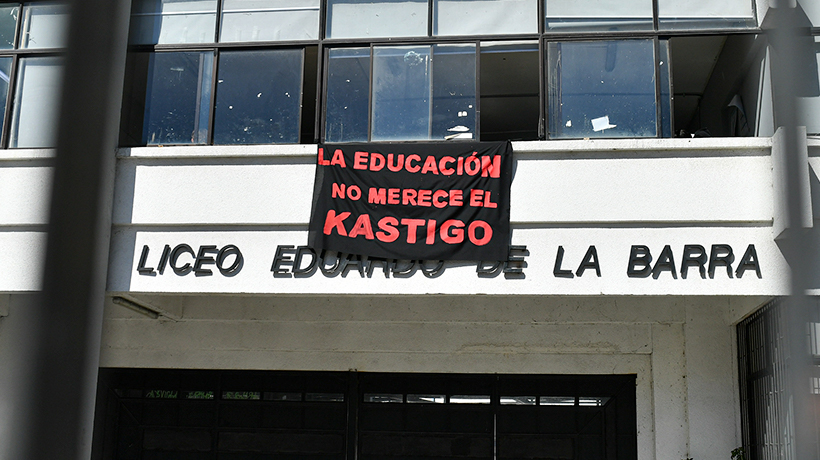 LA EDUCACIÓN
NO MERECE EL
KASTIGO
LICEO EDUARDO DE LA BARRA